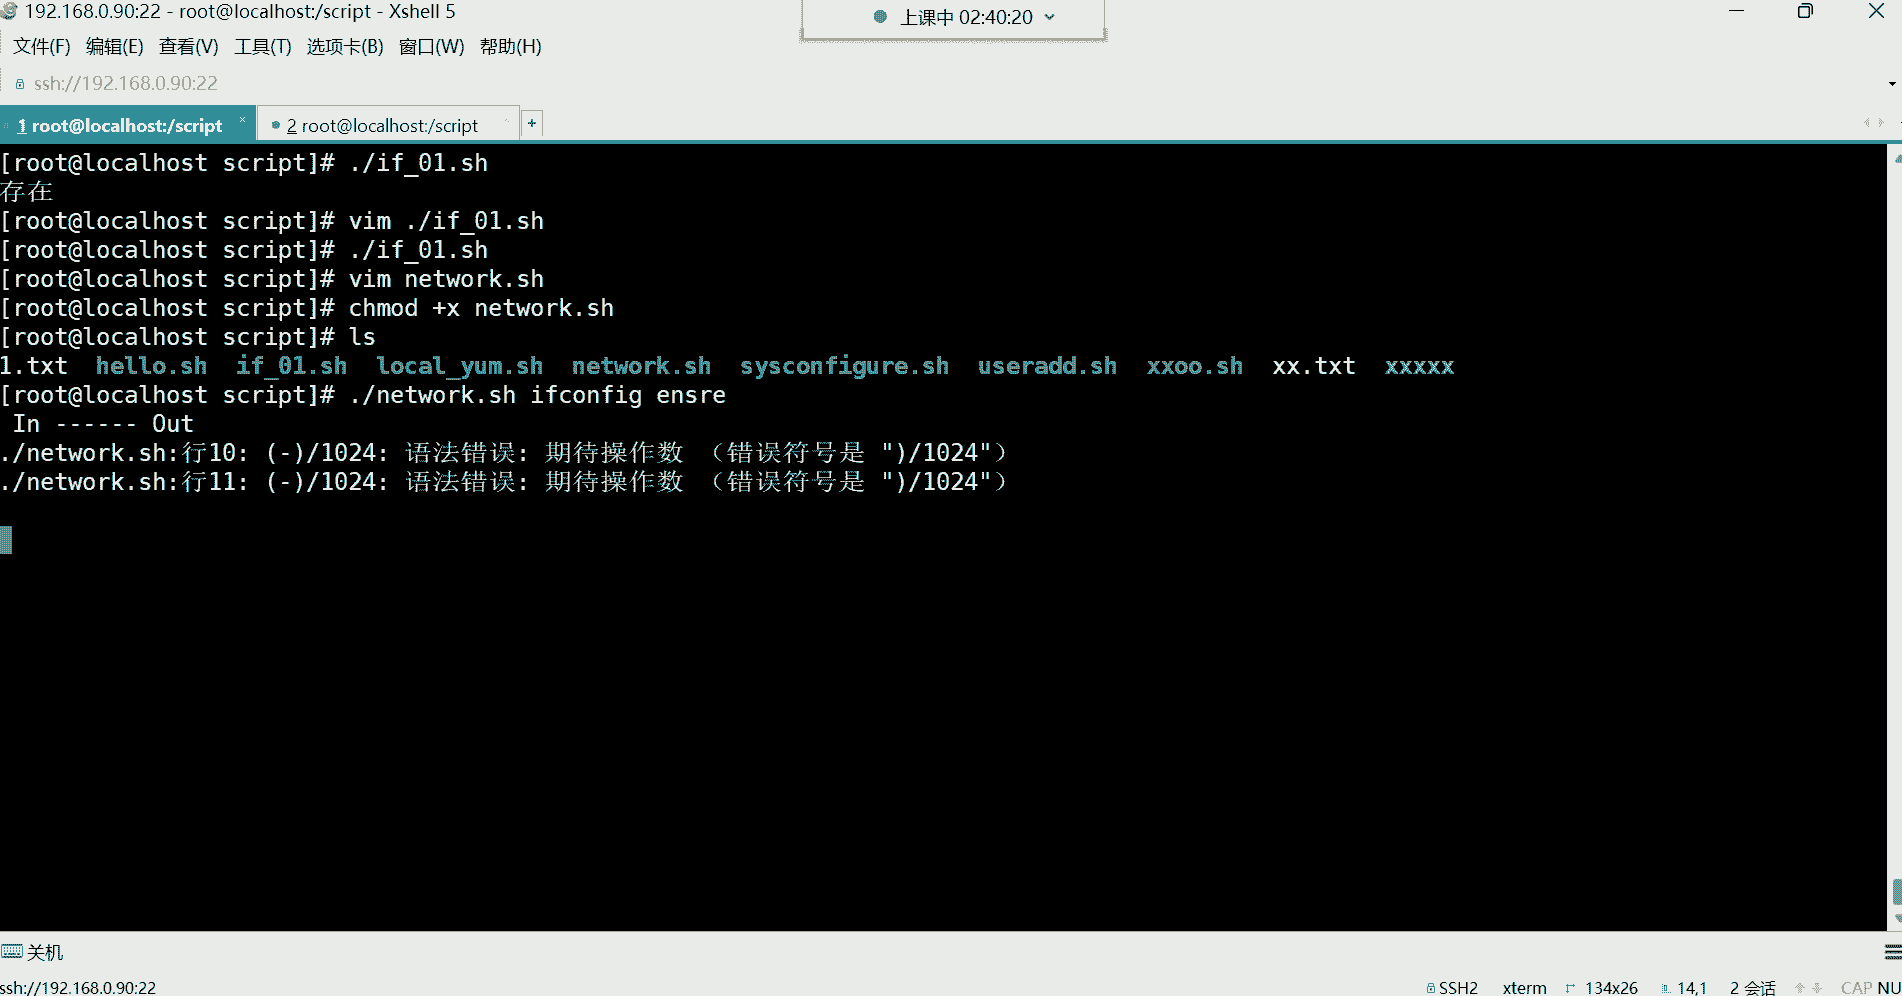 192.168.0.90:22 - root@localhost:/script - Xshell 5
上课中 02:40:20
文件(F) 编辑(E) 查看(V) 工具(T) 选项卡(B) 窗口(W) 帮助(H)
ssh://192.168.0.90:22
1 root@localhost:/script × 2 root@localhost:/script +
[root@localhost script]# ./if_01.sh
存在
[root@localhost script]# vim ./if_01.sh
[root@localhost script]# ./if_01.sh
[root@localhost script]# vim network.sh
[root@localhost script]# chmod +x network.sh
[root@localhost script]# ls
1.txt hello.sh if_01.sh local_yum.sh network.sh sysconfigure.sh useradd.sh xxoo.sh xx.txt xxxxx
[root@localhost script]# ./network.sh ifconfig ensre
In ------ Out
./network.sh:行10: (-)/1024: 语法错误: 期待操作数 （错误符号是 ")/1024"）
./network.sh:行11: (-)/1024: 语法错误: 期待操作数 （错误符号是 ")/1024"）
关机
ssh://192.168.0.90:22 SSH2 xterm 134x26 14,1 2 会话 CAP NU